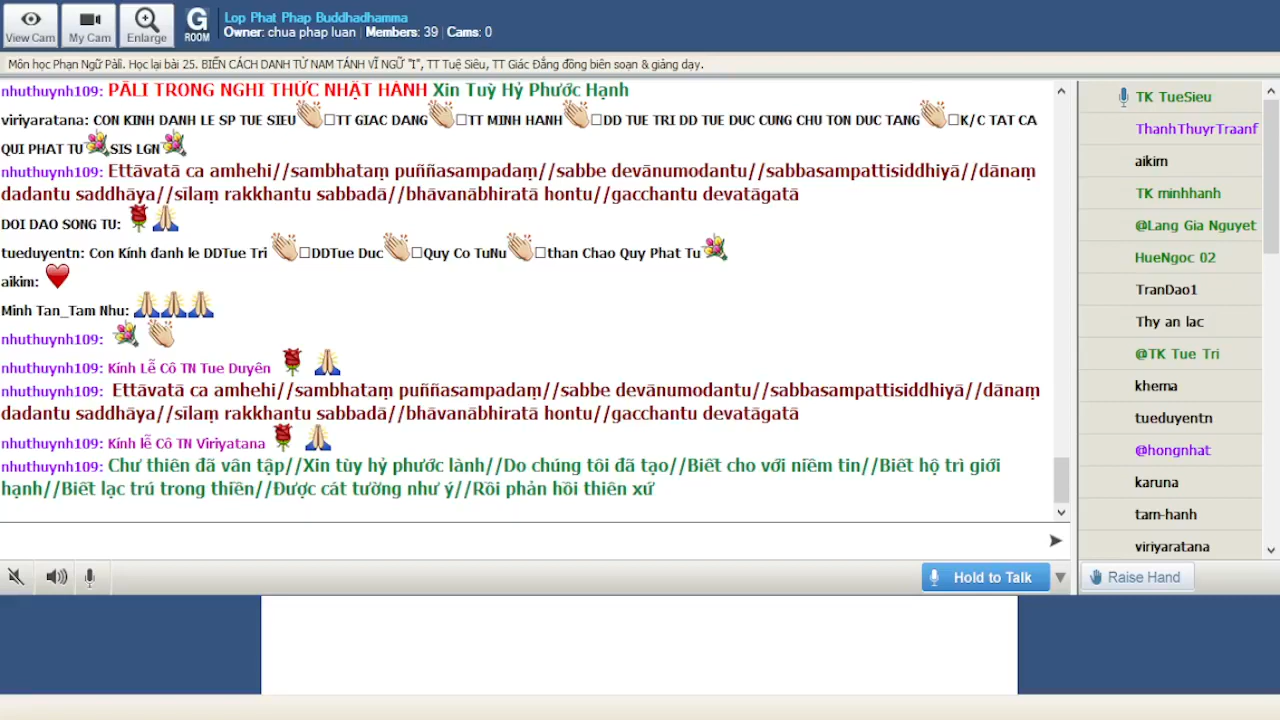 View Cam
My Cam
Enlarge
G
ROOM
Lop Phat Phap Buddhadhamma
Owner: chua phap luan | Members: 39 | Cams: 0
Môn học Phạn Ngữ Pàli. Học lại bài 25. BIẾN CÁCH DANH TỪ NAM TÁNH VĨ NGỮ "I", TT Tuệ Siêu, TT Giác Đẳng đồng biên soạn & giảng dạy.
nhuthuynh109: PĀLI TRONG NGHI THỨC NHẬT HÀNH Xin Tuỳ Hỷ Phước Hạnh
viriyaratana: CON KINH DANH LE SP TUE SIEU TT GIAC DANG TT MINH HANH DD TUE TRI DD TUE DUC CUNG CHU TON DUC TANG K/C TAT CA
QUI PHAT TU SIS LGN
nhuthuynh109: Ettāvatā ca amhehi//sambhataṃ puññasampadaṃ//sabbe devānumodantu//sabbasampattisiddhiyā//dānaṃ
dadantu saddhāya//sīlaṃ rakkhantu sabbadā//bhāvanābhiratā hontu//gacchantu devatāgatā
DOI DAO SONG TU:
tueduyentn: Con Kính đanh le DDTue Tri DDTue Duc Quy Co TuNu than Chao Quy Phat Tu
aikim:
Minh Tan_Tam Nhu:
nhuthuynh109:
nhuthuynh109: Kính Lễ Cô TN Tue Duyên
nhuthuynh109: Ettāvatā ca amhehi//sambhataṃ puññasampadaṃ//sabbe devānumodantu//sabbasampattisiddhiyā//dānaṃ
dadantu saddhāya//sīlaṃ rakkhantu sabbadā//bhāvanābhiratā hontu//gacchantu devatāgatā
nhuthuynh109: Kính lễ Cô TN Viriyatana
nhuthuynh109: Chư thiên đã vân tập//Xin tùy hỷ phước lành//Do chúng tôi đã tạo//Biết cho với niềm tin//Biết hộ trì giới
hạnh//Biết lạc trú trong thiền//Được cát tường như ý//Rồi phản hồi thiên xứ
Hold to Talk
TK TueSieu
ThanhThuyrTraanf
aikim
TK minhhanh
@Lang Gia Nguyet
HueNgoc 02
TranDao1
Thy an lac
@TK Tue Tri
khema
tueduyentn
@hongnhat
karuna
tam-hanh
viriyaratana
Raise Hand